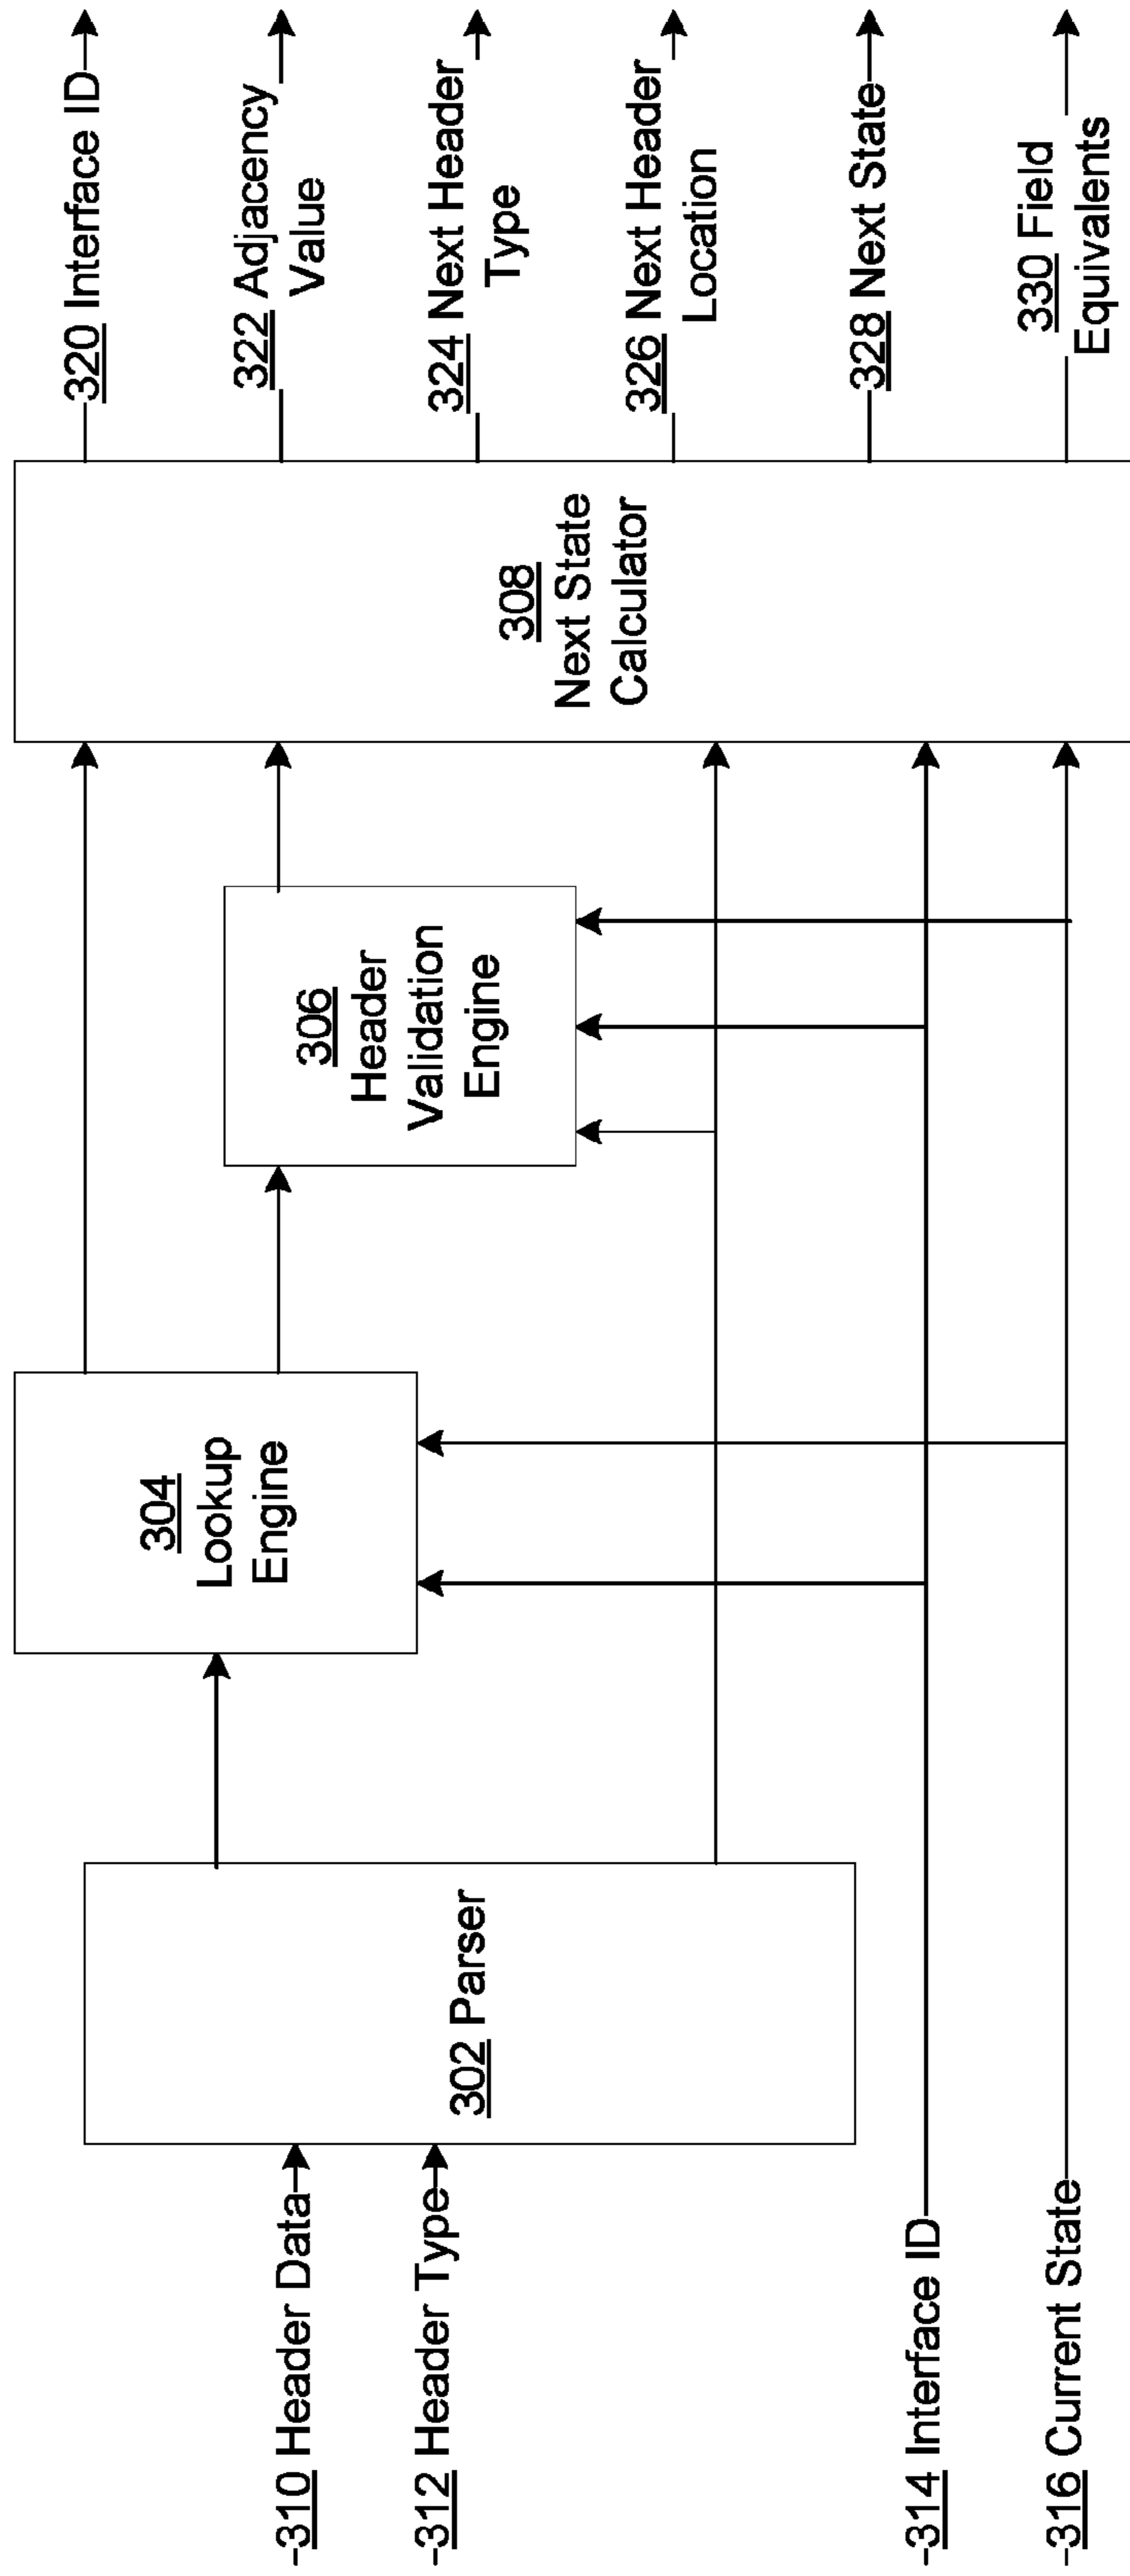 310 Header Data
312 Header Type
314 Interface ID
316 Current State
302 Parser
304
Lookup
Engine
306
Header
Validation
Engine
308
Next State
Calculator
320 Interface ID
322 Adjacency
Value
324 Next Header
Type
326 Next Header
Location
328 Next State
330 Field
Equivalents